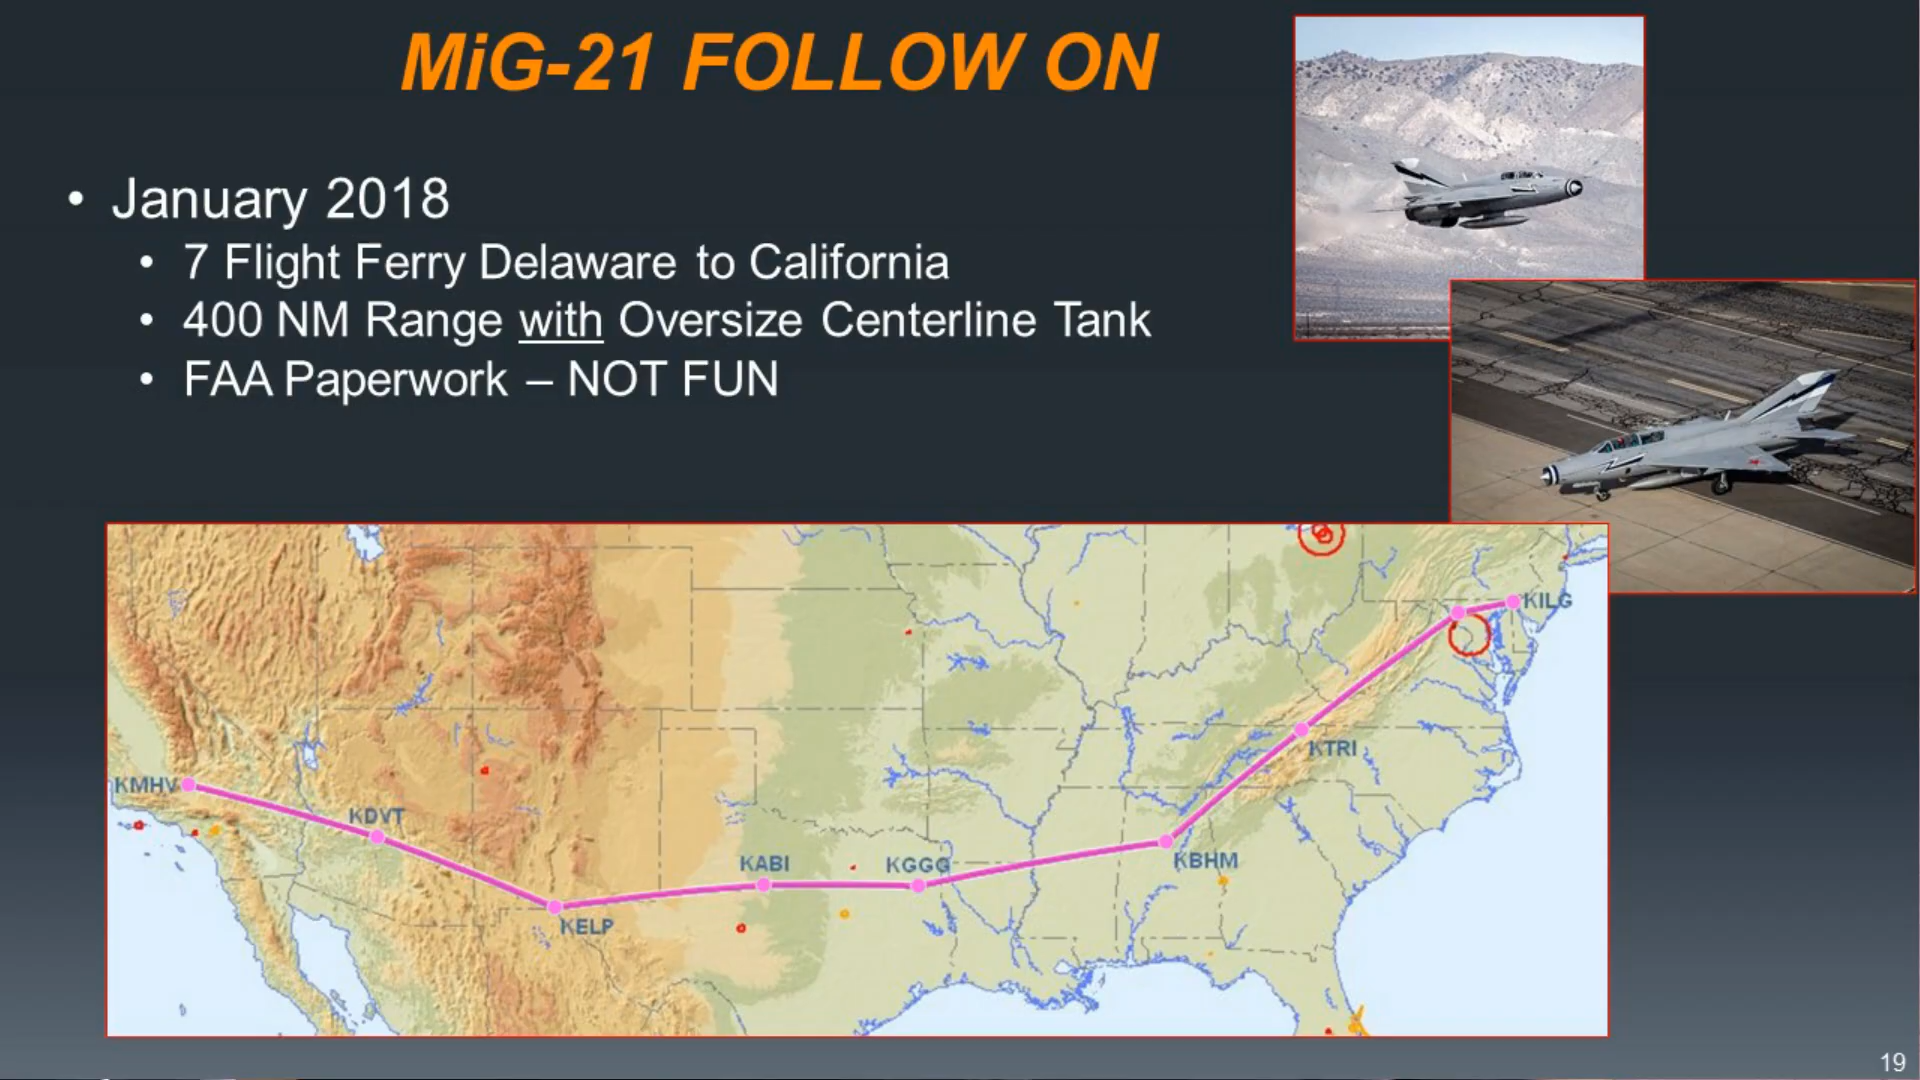 MiG-21 FOLLOW ON
• January 2018
• 7 Flight Ferry Delaware to California
• 400 NM Range with Oversize Centerline Tank
• FAA Paperwork – NOT FUN
KILG
KTRI
KMHV
KDVT
KABI
KGGG
KBHM
KELP
19